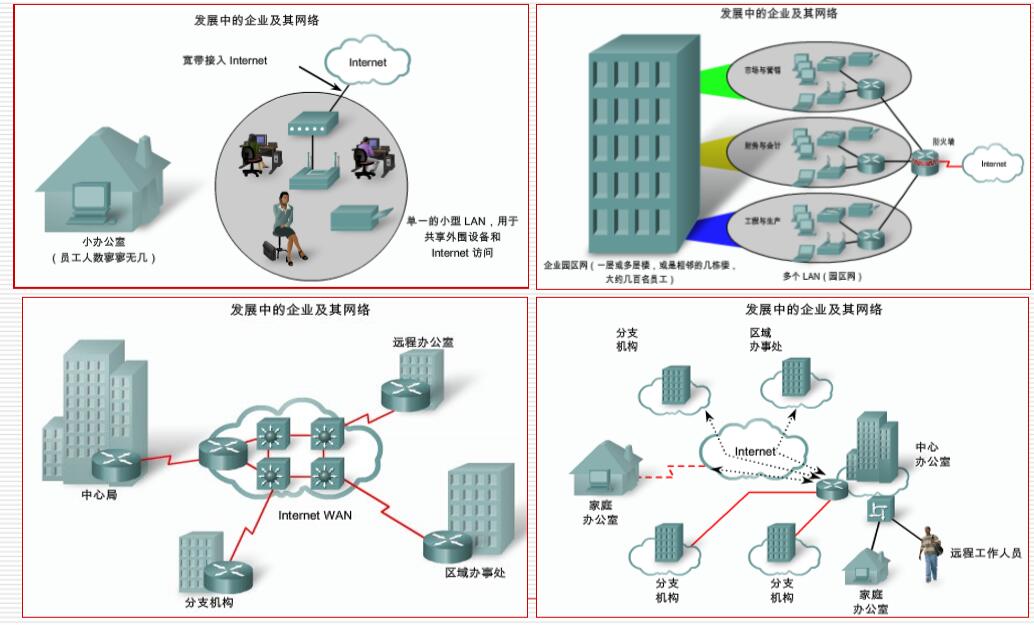 发展中的企业及其网络
宽带接入 Internet
Internet
小办公室
（员工人数寥寥无几）
单一的小型 LAN，用于
共享外围设备和
Internet 访问
发展中的企业及其网络
市场与营销
财务与会计
工程与生产
防火墙
Internet
企业园区网（一层或多层楼，或是相邻的几栋楼，
大约几百名员工）
多个 LAN（园区网）
发展中的企业及其网络
远程办公室
中心局
Internet WAN
分支机构
区域办事处
发展中的企业及其网络
分支
机构
区域
办事处
Internet
中心
办公室
家庭
办公室
分支
机构
分支
机构
家庭
办公室
远程工作人员